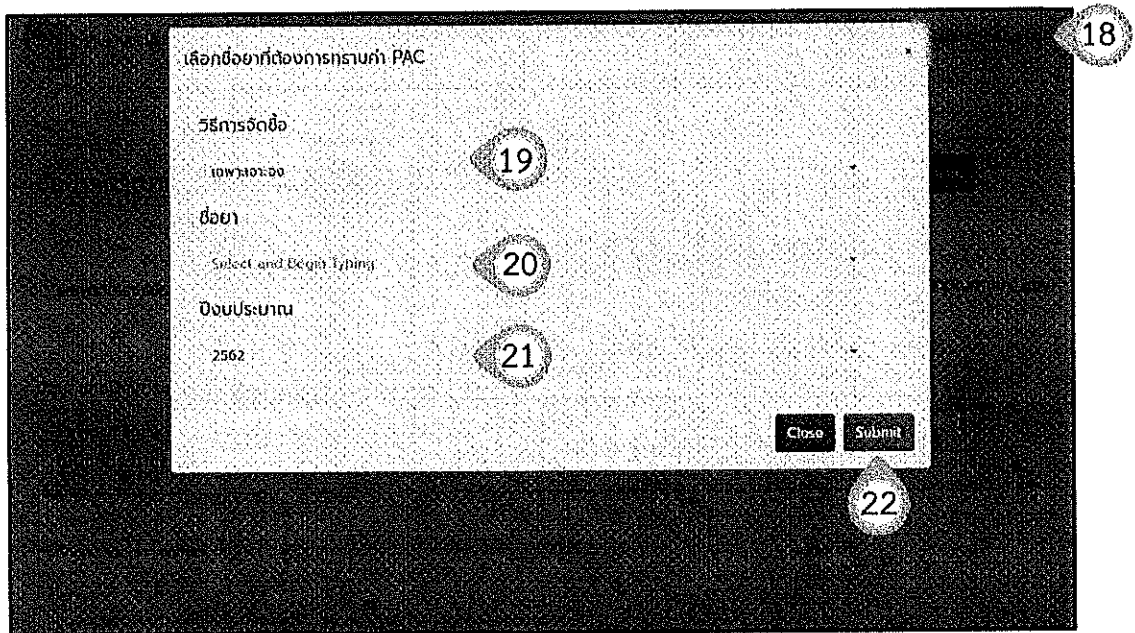 18
เลือกชื่อยาที่ต้องการทราบค่า PAC
วิธีการจัดซื้อ
19
เฉพาะเจาะจง
ชื่อยา
Select and Begin Typing
20
ปีงบประมาณ
2562
21
Close
Submit
22